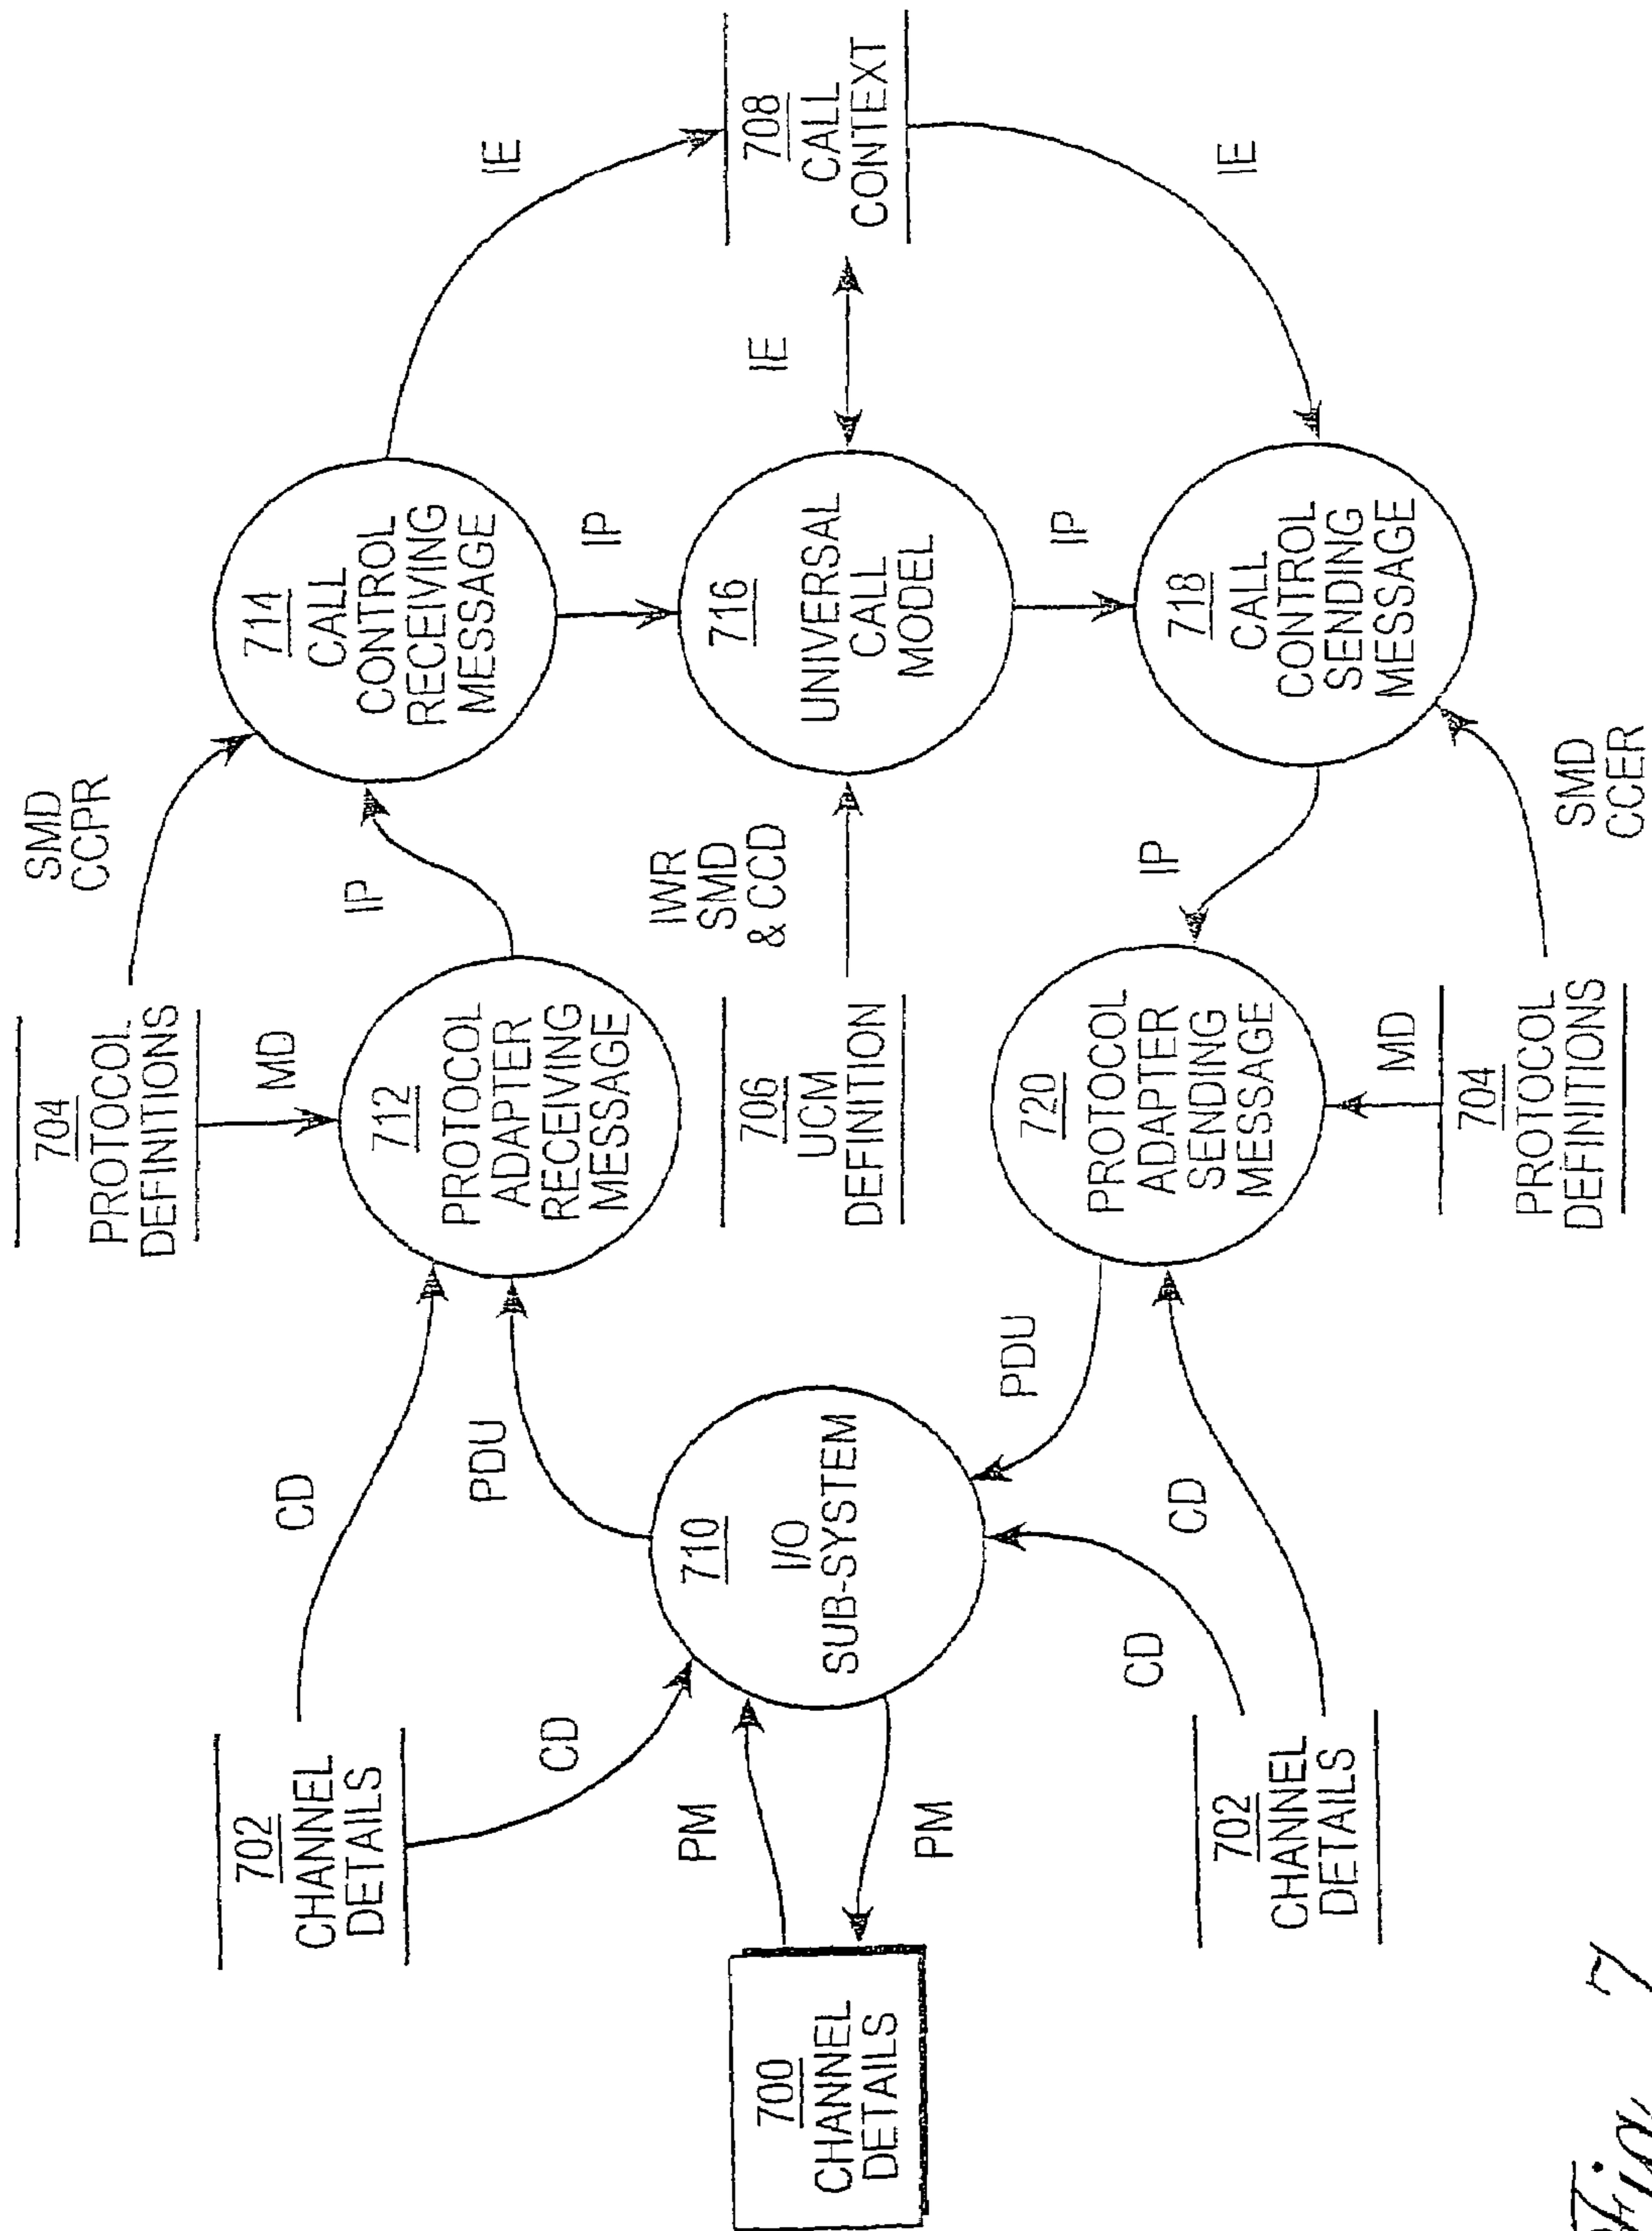 704
PROTOCOL
DEFINITIONS
SMD
CCPR
702
CHANNEL
DETAILS
CD
MD
712
PROTOCOL
ADAPTER
RECEIVING
MESSAGE
IP
714
CALL
CONTROL
RECEIVING
MESSAGE
IE
CD
PDU
PM
700
CHANNEL
DETAILS
PM
710
I/O
SUB-SYSTEM
706
UCM
DEFINITION
IWR
SMD
& CCD
716
UNIVERSAL
CALL
MODEL
IP
IE
708
CALL
CONTEXT
IP
PDU
CD
702
CHANNEL
DETAILS
CD
720
PROTOCOL
ADAPTER
SENDING
MESSAGE
IP
718
CALL
CONTROL
SENDING
MESSAGE
IE
MD
704
PROTOCOL
DEFINITIONS
SMD
CCER
Fig. 7